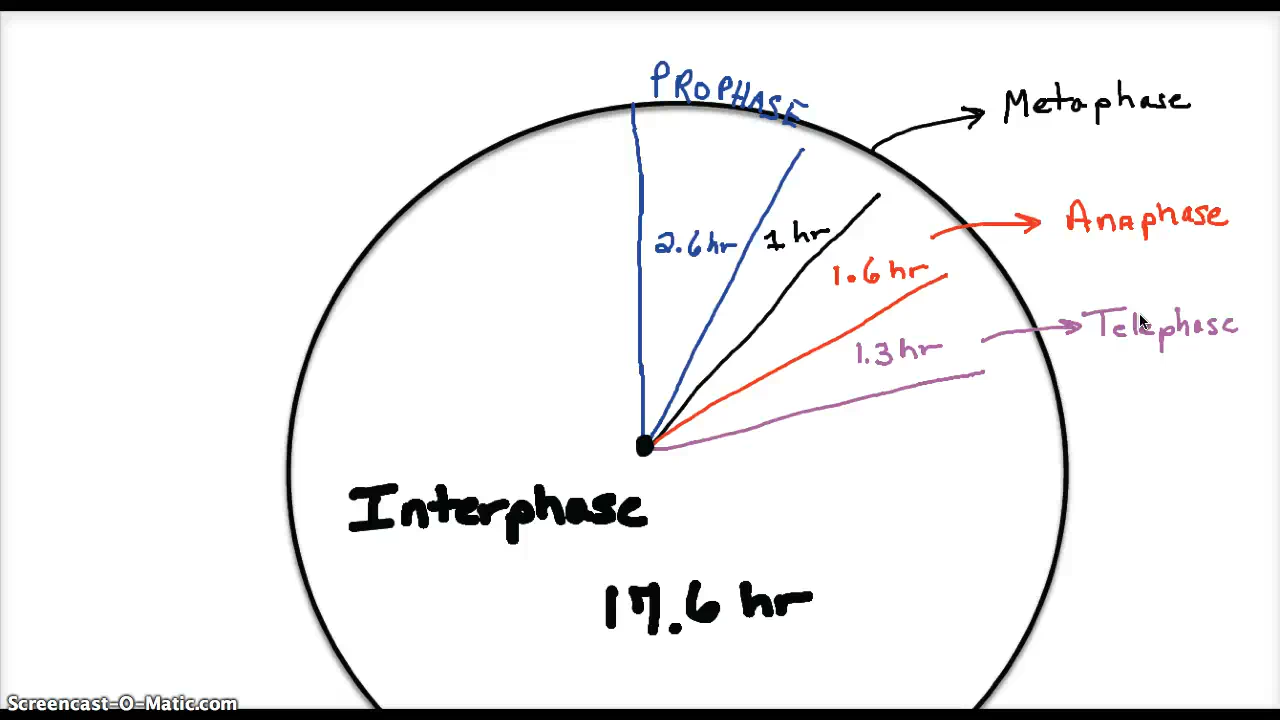 PROPHASE
Metaphase
Anaphase
2.6 hr
1 hr
1.6 hr
Telephase
1.3 hr
Interphase
17.6 hr
Screencast-O-Matic.com